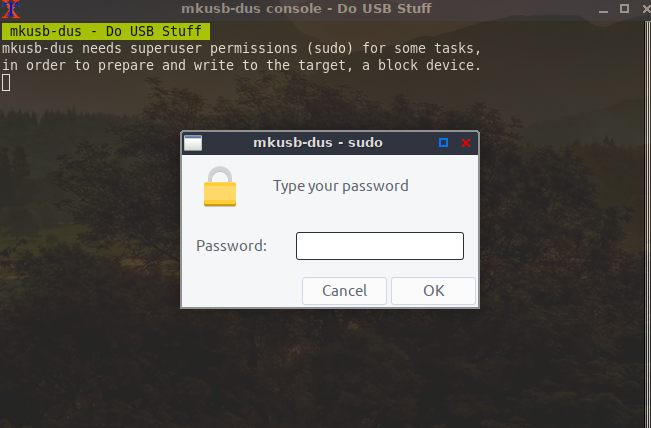 mkusb-dus console - Do USB Stuff
mkusb-dus - Do USB Stuff
mkusb-dus needs superuser permissions (sudo) for some tasks,
in order to prepare and write to the target, a block device.
mkusb-dus - sudo
Type your password
Password:
Cancel OK